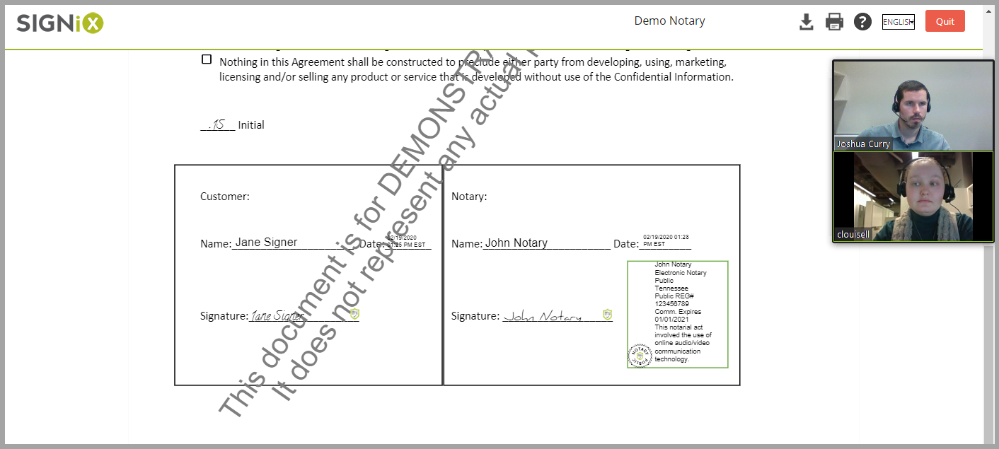 SIGNiX
Demo Notary
ENGLISH
Quit
Nothing in this Agreement shall be constructed to preclude either party from developing, using, marketing,
licensing and/or selling any product or service that is developed without use of the Confidential Information.
Joshua Curry
clouisell
Initial
This document is for DEMONSTRA
It does not represent any actual
Customer:
Name: Jane Signer Date: 02/19/2020
01:25 PM EST
Signature: Jane Signer
Notary:
Name: John Notary Date: 02/19/2020 01:28
PM EST
Signature: John Notary
John Notary
Electronic Notary
Public
Tennessee
Public REG#
123456789
Comm. Expires
01/01/2021
This notarial act
involved the use of
online audio/video
communication
technology.
NOTARY
PUBLIC